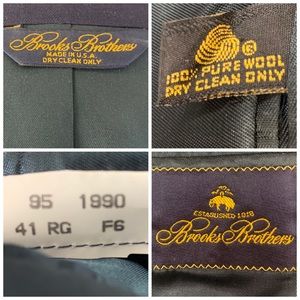 Brooks Brothers
MADE IN U.S.A.
DRY CLEAN ONLY
100% PURE WOOL
DRY CLEAN ONLY
95 1990
41 RG F6
ESTABLISHED 1818
Brooks Brothers